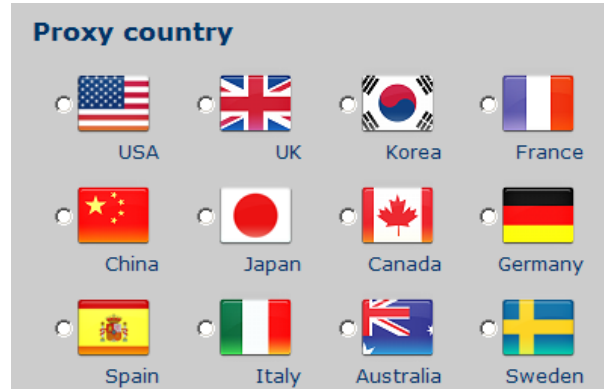 Proxy country
USA UK Korea France
China Japan Canada Germany
Spain Italy Australia Sweden